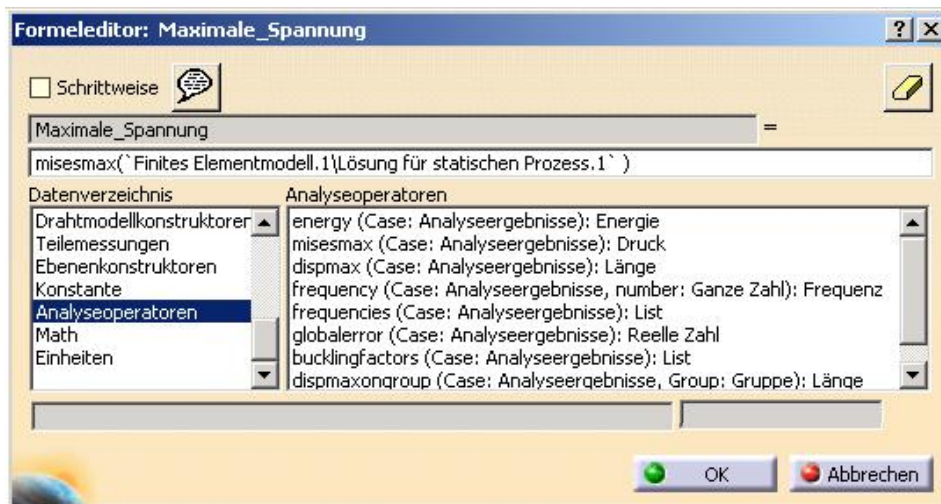 Formeleditor: Maximale_Spannung
Schrittweise
Maximale_Spannung =
misesmax(`Finites Elementmodell.1\Lösung für statischen Prozess.1` )
Datenverzeichnis
Drahtmodellkonstruktoren
Teilemessungen
Ebenenkonstruktoren
Konstante
Analyseoperatoren
Math
Einheiten
Analyseoperatoren
energy (Case: Analyseergebnisse): Energie
misesmax (Case: Analyseergebnisse): Druck
dispmax (Case: Analyseergebnisse): Länge
frequency (Case: Analyseergebnisse, number: Ganze Zahl): Frequenz
frequencies (Case: Analyseergebnisse): List
globalerror (Case: Analyseergebnisse): Reelle Zahl
bucklingfactors (Case: Analyseergebnisse): List
dispmaxongroup (Case: Analyseergebnisse, Group: Gruppe): Länge
OK
Abbrechen